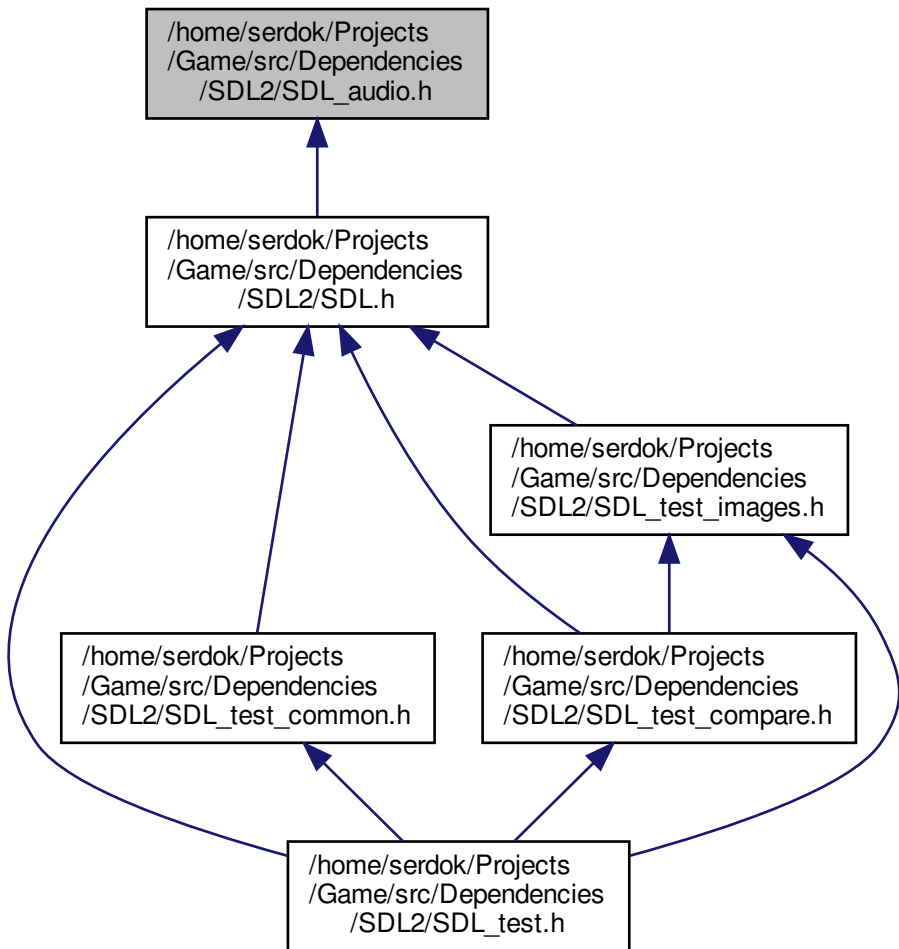 /home/serdok/Projects
/Game/src/Dependencies
/SDL2/SDL_audio.h
/home/serdok/Projects
/Game/src/Dependencies
/SDL2/SDL.h
/home/serdok/Projects
/Game/src/Dependencies
/SDL2/SDL_test_images.h
/home/serdok/Projects
/Game/src/Dependencies
/SDL2/SDL_test_common.h
/home/serdok/Projects
/Game/src/Dependencies
/SDL2/SDL_test_compare.h
/home/serdok/Projects
/Game/src/Dependencies
/SDL2/SDL_test.h